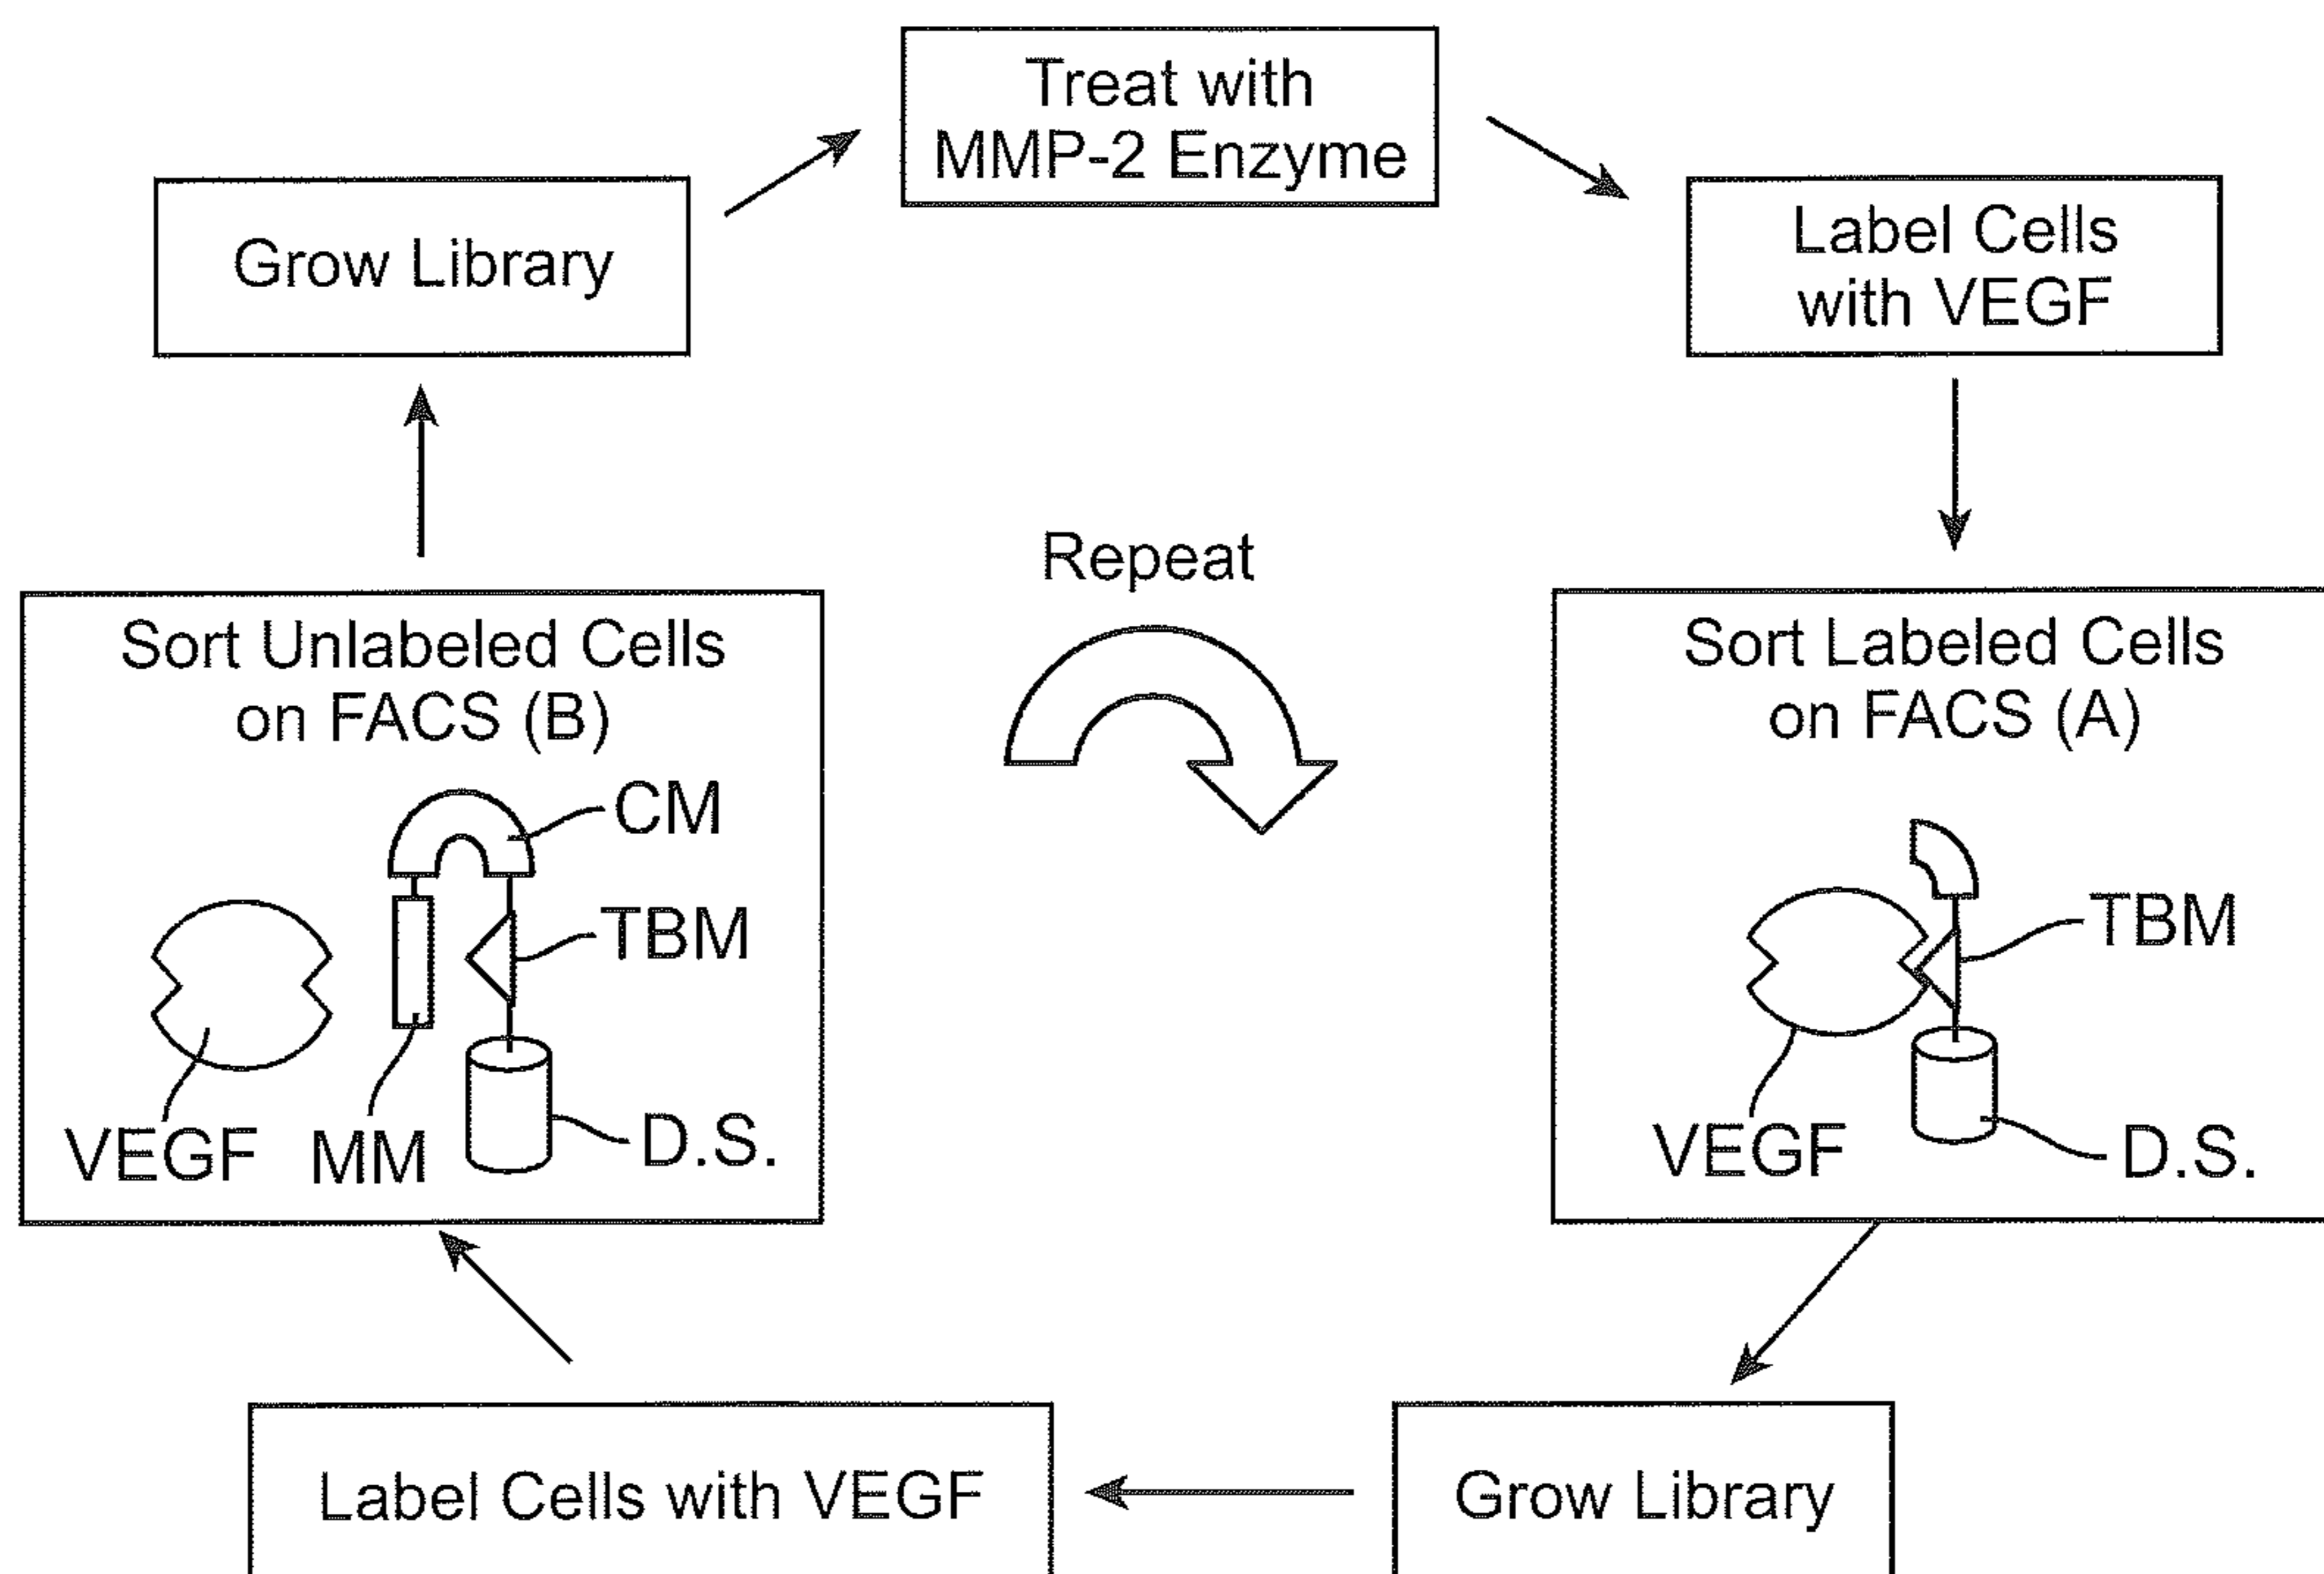 Treat with
MMP-2 Enzyme
Grow Library
Label Cells
with VEGF
Repeat
Sort Unlabeled Cells
on FACS (B)
CM
TBM
VEGF
MM
D.S.
Sort Labeled Cells
on FACS (A)
TBM
VEGF
D.S.
Label Cells with VEGF
Grow Library